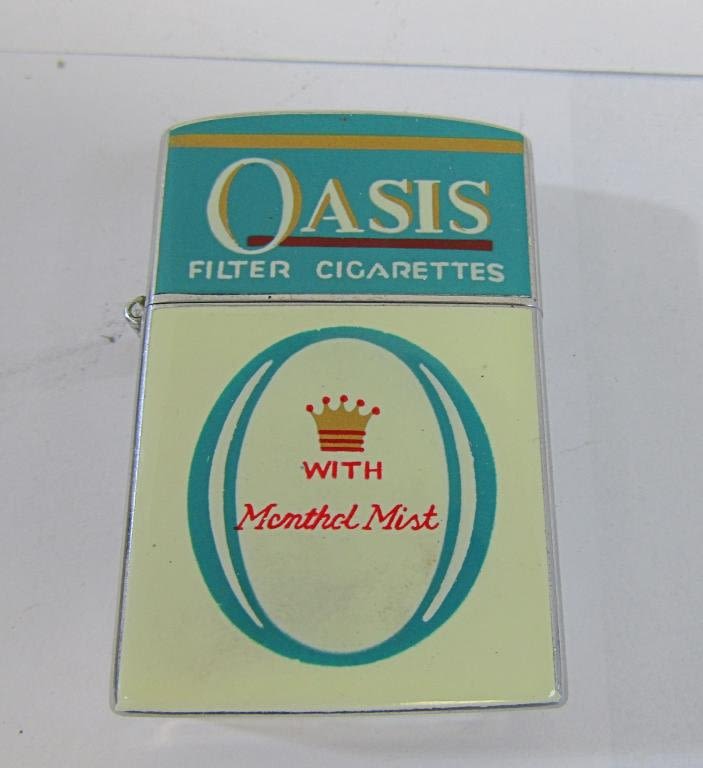 OASIS
FILTER CIGARETTES
WITH
Menthol Mist